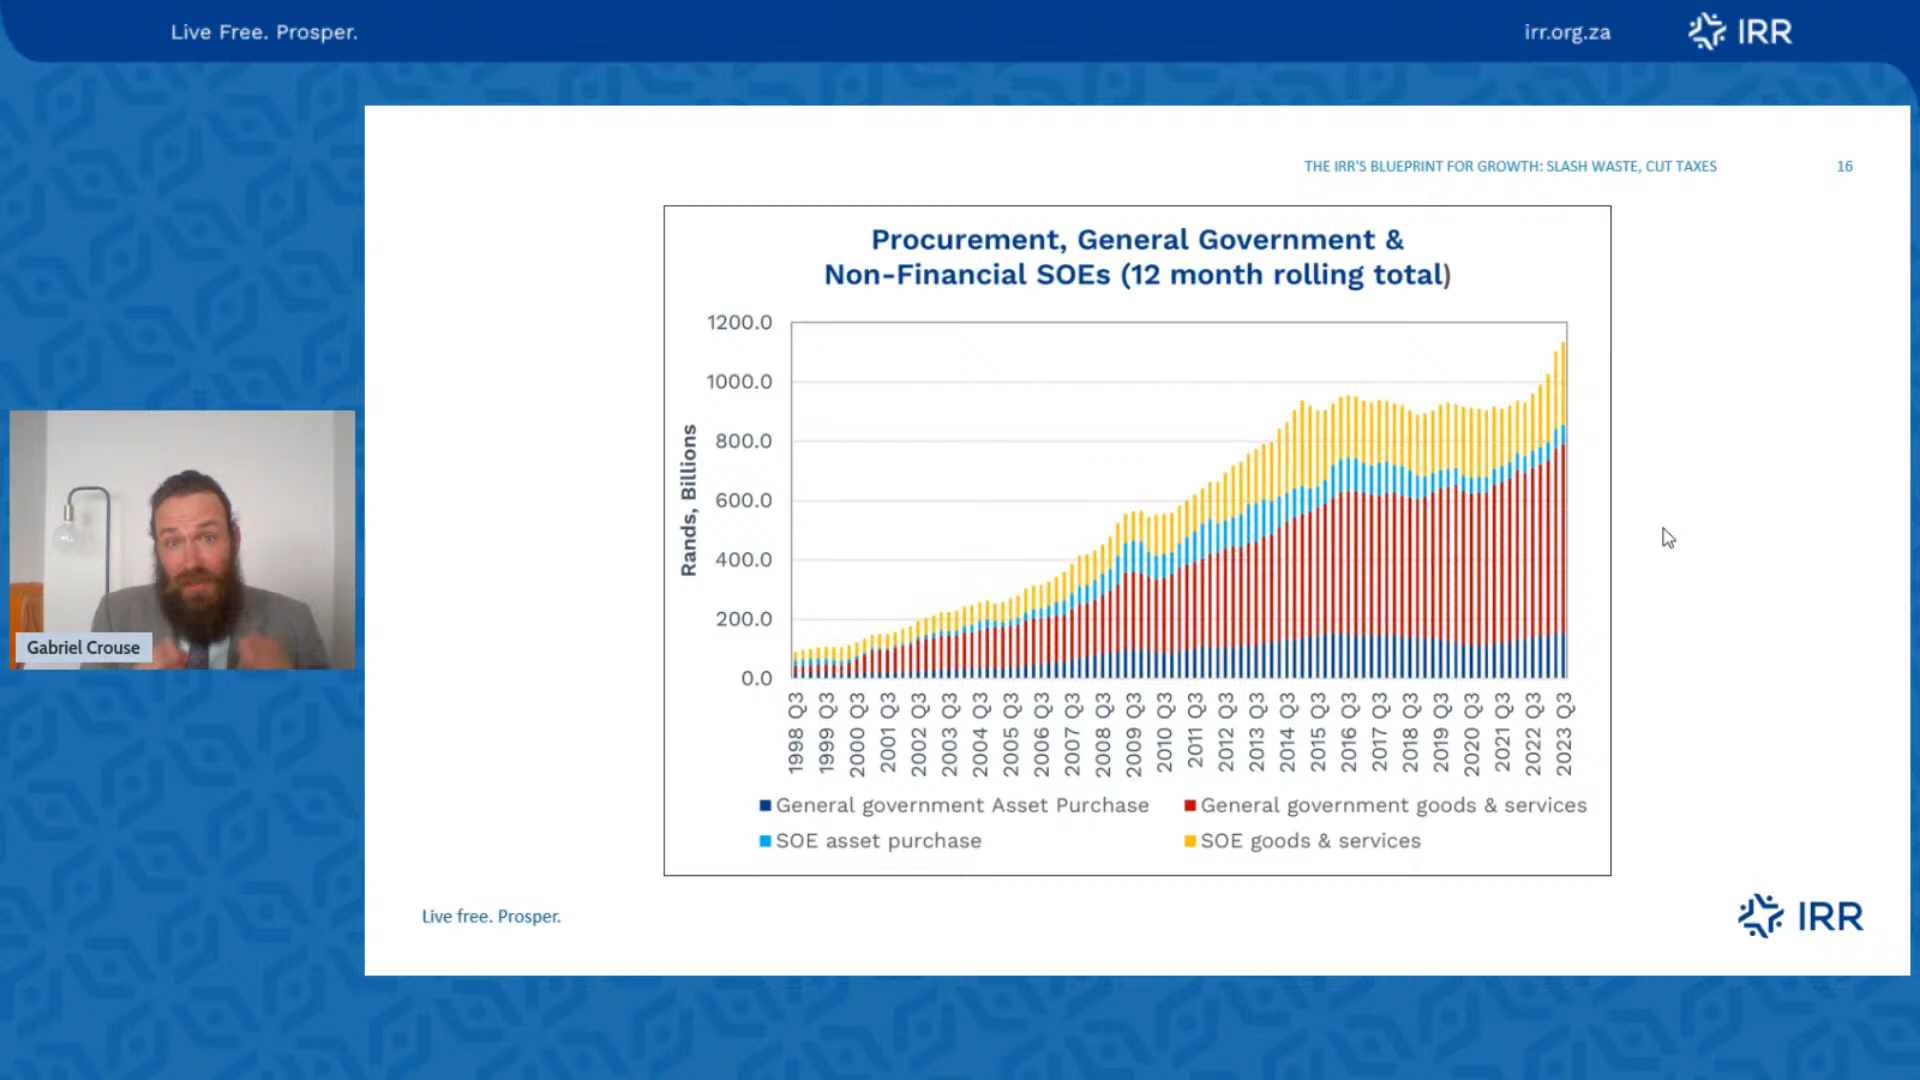 Live Free. Prosper.
irr.org.za
IRR
THE IRR'S BLUEPRINT FOR GROWTH: SLASH WASTE, CUT TAXES
16
Procurement, General Government &
Non-Financial SOEs (12 month rolling total)
Rands, Billions
1200.0
1000.0
800.0
600.0
400.0
200.0
0.0
1998 Q3
1999 Q3
2000 Q3
2001 Q3
2002 Q3
2003 Q3
2004 Q3
2005 Q3
2006 Q3
2007 Q3
2008 Q3
2009 Q3
2010 Q3
2011 Q3
2012 Q3
2013 Q3
2014 Q3
2015 Q3
2016 Q3
2017 Q3
2018 Q3
2019 Q3
2020 Q3
2021 Q3
2022 Q3
2023 Q3
General government Asset Purchase
General government goods & services
SOE asset purchase
SOE goods & services
Gabriel Crouse
Live free. Prosper.
IRR